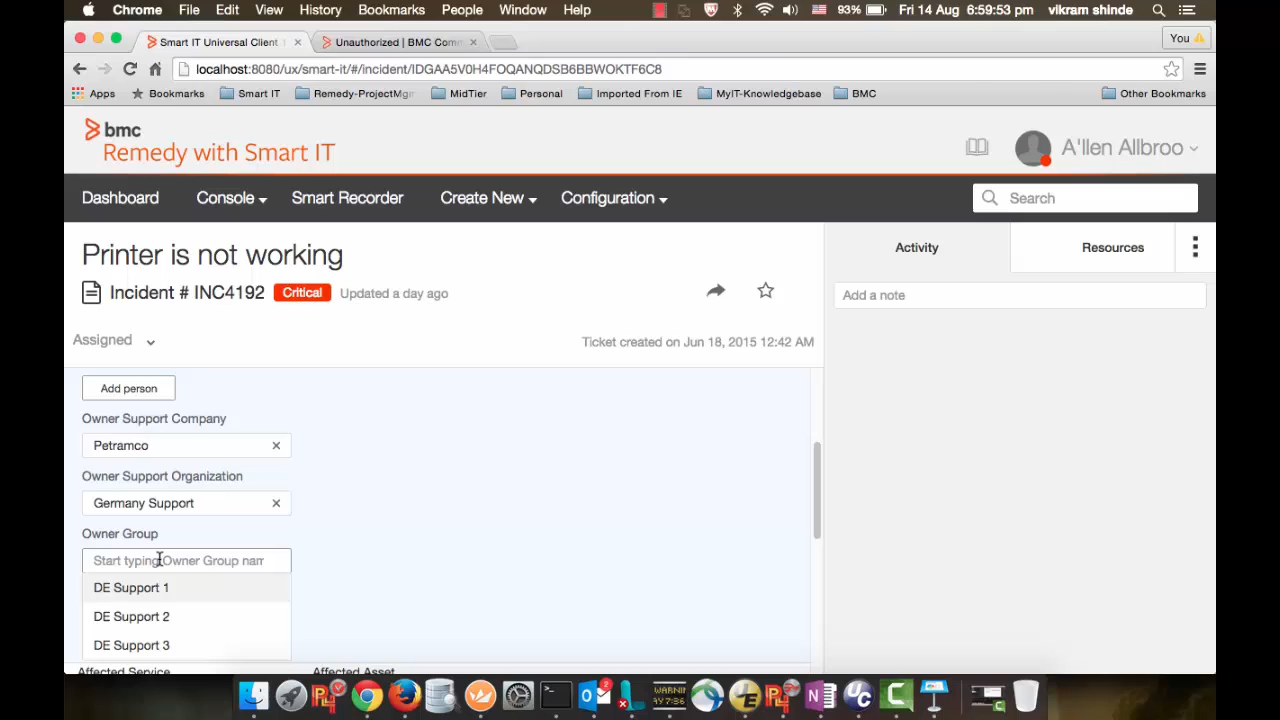 Chrome File Edit View History Bookmarks People Window Help 93% Fri 14 Aug 6:59:53 pm vikram shinde
Smart IT Universal Client Unauthorized | BMC Com You
localhost:8080/ux/smart-it/#/incident/IDGAA5V0H4FOQANQDSB6BBWOKTF6C8
Apps Bookmarks Smart IT Remedy-ProjectMg MidTier Personal Imported From IE MyIT-Knowledgebase BMC Other Bookmarks
bmc
Remedy with Smart IT
A'llen Allbroo
Dashboard Console Smart Recorder Create New Configuration Search
Printer is not working
Activity Resources
Incident # INC4192 Critical Updated a day ago
Add a note
Assigned Ticket created on Jun 18, 2015 12:42 AM
Add person
Owner Support Company
Petramco
Owner Support Organization
Germany Support
Owner Group
Start typing Owner Group nam
DE Support 1
DE Support 2
DE Support 3
Affected Service Affected Asset